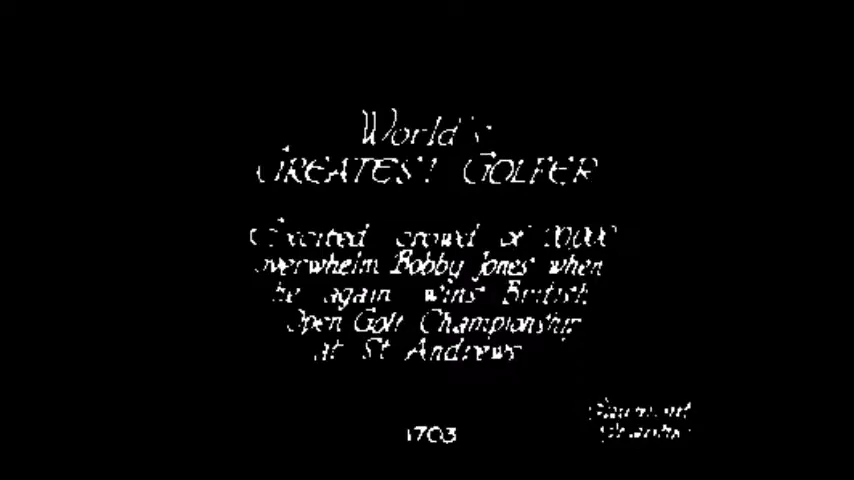 World's
GREATEST GOLFER
Excited crowd of
overwhelm Bobby Jones when
he again wins British
Open Golf Championship
at St Andrews
1703